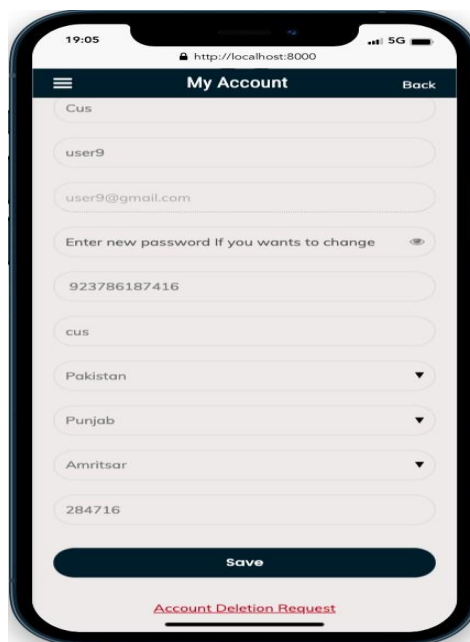 19:05
5G
http://localhost:8000
My Account
Back
Cus
user9
user9@gmail.com
Enter new password If you wants to change
923786187416
cus
Pakistan
Punjab
Amritsar
284716
Save
Account Deletion Request